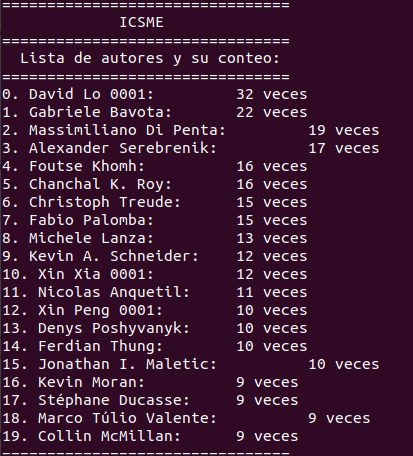 ================================
ICSME
================================
Lista de autores y su conteo:
================================
0. David Lo 0001: 32 veces
1. Gabriele Bavota: 22 veces
2. Massimiliano Di Penta: 19 veces
3. Alexander Serebrenik: 17 veces
4. Foutse Khomh: 16 veces
5. Chanchal K. Roy: 16 veces
6. Christoph Treude: 15 veces
7. Fabio Palomba: 15 veces
8. Michele Lanza: 13 veces
9. Kevin A. Schneider: 12 veces
10. Xin Xia 0001: 12 veces
11. Nicolas Anquetil: 11 veces
12. Xin Peng 0001: 10 veces
13. Denys Poshyvanyk: 10 veces
14. Ferdian Thung: 10 veces
15. Jonathan I. Maletic: 10 veces
16. Kevin Moran: 9 veces
17. Stéphane Ducasse: 9 veces
18. Marco Túlio Valente: 9 veces
19. Collin McMillan: 9 veces
================================